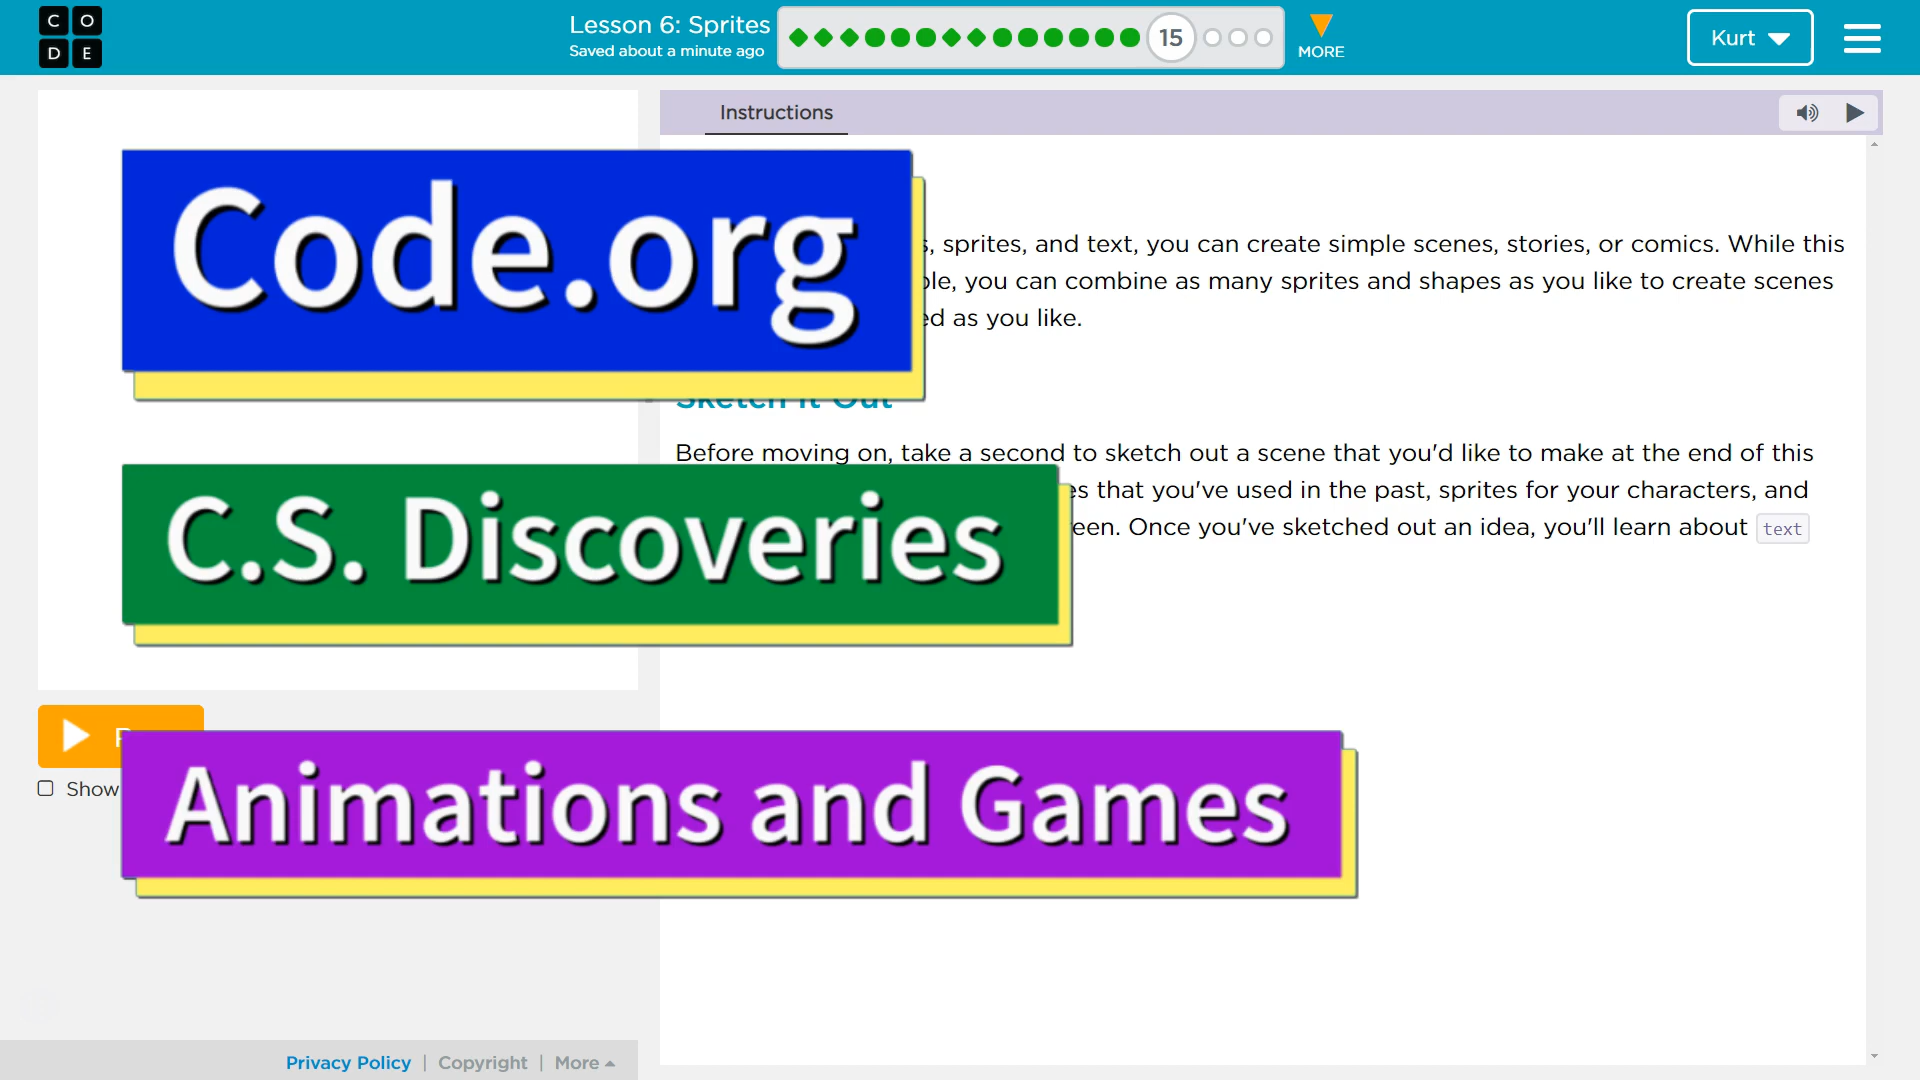 CODE
Lesson 6: Sprites
Saved about a minute ago
15
MORE
Kurt
Instructions
Code.org
, sprites, and text, you can create simple scenes, stories, or comics. While this
you can combine as many sprites and shapes as you like to create scenes
as you like.
Sketch It Out
Before moving on, take a second to sketch out a scene that you'd like to make at the end of this
that you've used in the past, sprites for your characters, and
Once you've sketched out an idea, you'll learn about text
C.S. Discoveries
Animations and Games
Show
Privacy Policy | Copyright | More